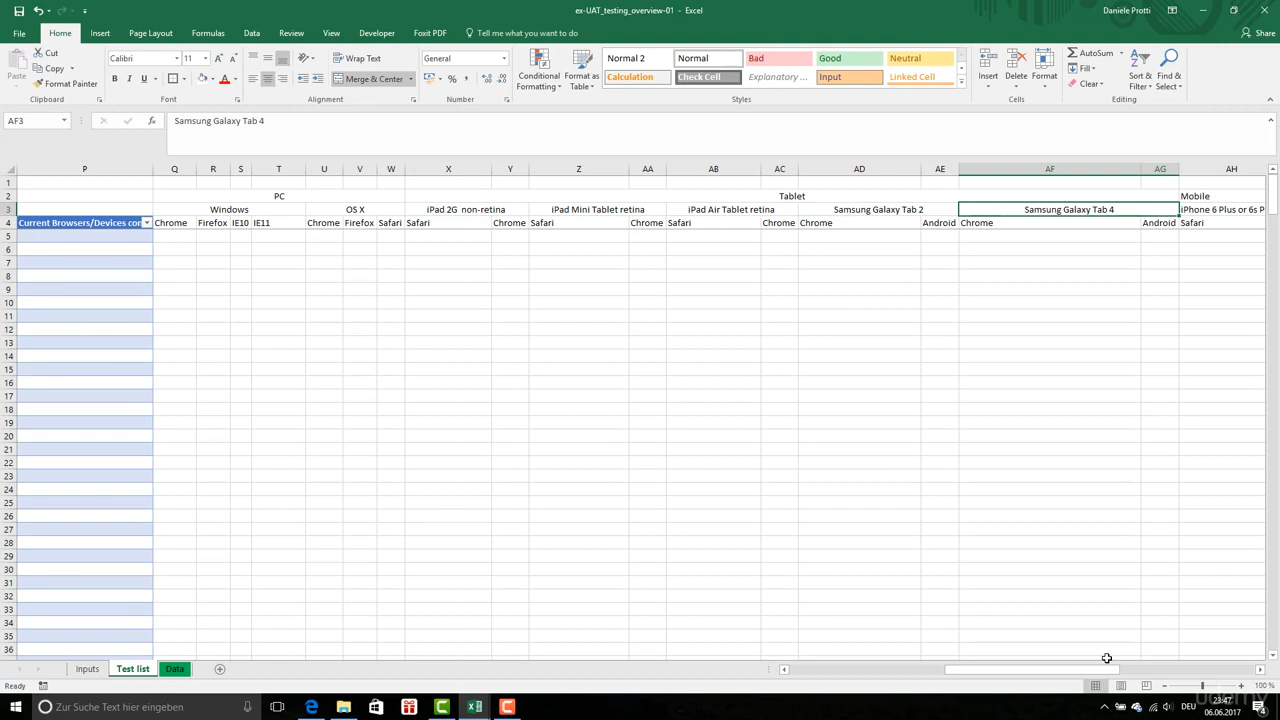 ex-UAT_testing_overview-01 - Excel
Daniele Protti
File Home Insert Page Layout Formulas Data Review View Developer Foxit PDF Tell me what you want to do Share
Paste Cut Copy Format Painter Clipboard
Calibri 11 B I U Font
Wrap Text Merge & Center Alignment
General % Number
Conditional Formatting Format as Table
Normal 2 Normal Bad Good Neutral
Calculation Check Cell Explanatory ... Input Linked Cell
Styles
Insert Delete Format Cells
AutoSum Fill Clear Sort & Filter Find & Select Editing
AF3 fx Samsung Galaxy Tab 4
P Q R S T U V W X Y Z AA AB AC AD AE AF AG AH
1
2 PC Tablet Mobile
3 Windows OS X iPad 2G non-retina iPad Mini Tablet retina iPad Air Tablet retina Samsung Galaxy Tab 2 Samsung Galaxy Tab 4 iPhone 6 Plus or 6s P
4 Current Browsers/Devices con Chrome Firefox IE10 IE11 Chrome Firefox Safari Safari Chrome Safari Chrome Safari Chrome Chrome Android Chrome Android Safari
5
6
7
8
9
10
11
12
13
14
15
16
17
18
19
20
21
22
23
24
25
26
27
28
29
30
31
32
33
34
35
36
Inputs Test list Data
Ready 100 %
Zur Suche Text hier eingeben
DEU 23:47
06.06.2017